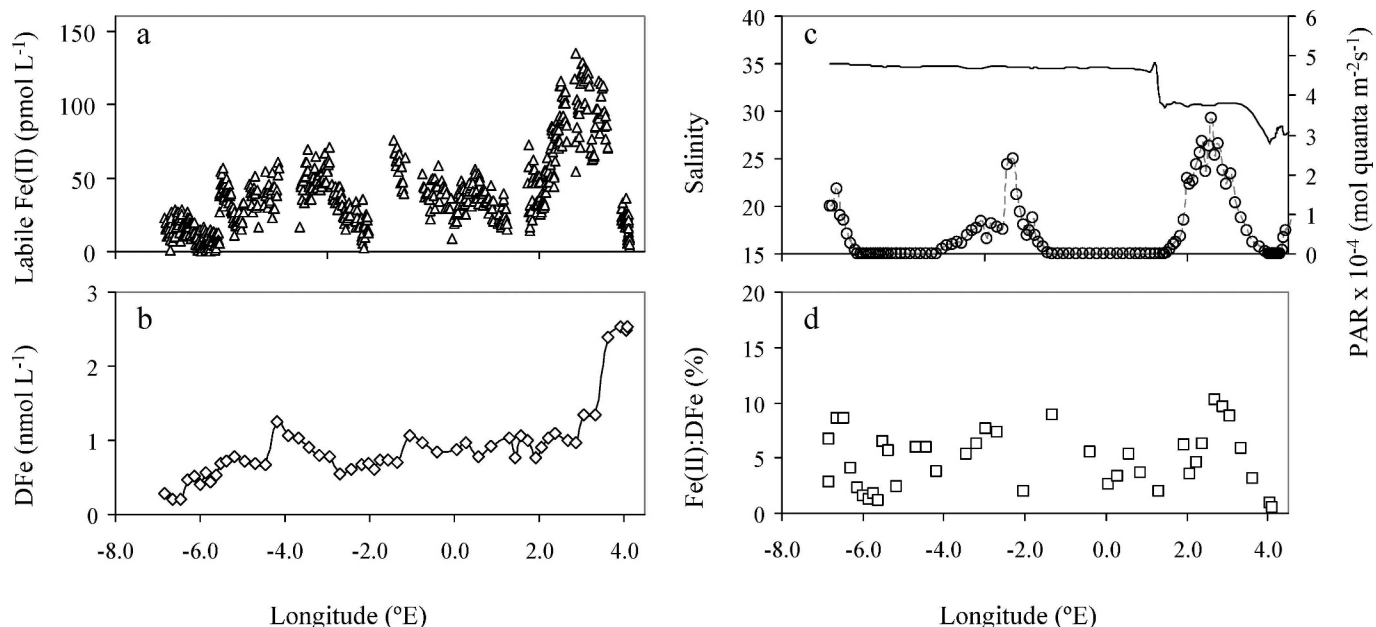 a
150
100
50
0
Labile Fe(II) (pmol L-1)
b
3
2
1
0
DFe (nmol L-1)
-8.0 -6.0 -4.0 -2.0 0.0 2.0 4.0
Longitude (ºE)
c
40
35
30
25
20
15
Salinity
6
5
4
3
2
1
0
PAR x 10-4 (mol quanta m-2s-1)
d
20
15
10
5
0
Fe(II):DFe (%)
-8.0 -6.0 -4.0 -2.0 0.0 2.0 4.0
Longitude (ºE)